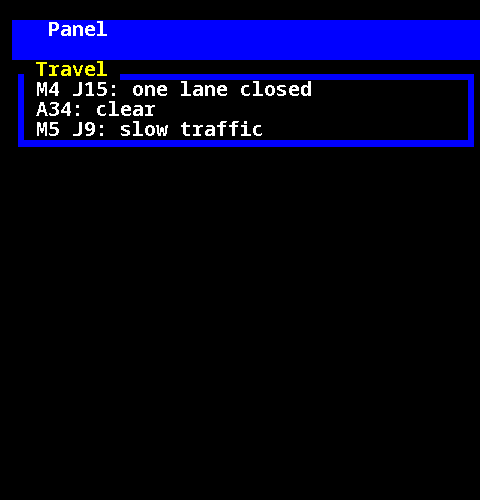 Panel
Travel
M4 J15: one lane closed
A34: clear
M5 J9: slow traffic